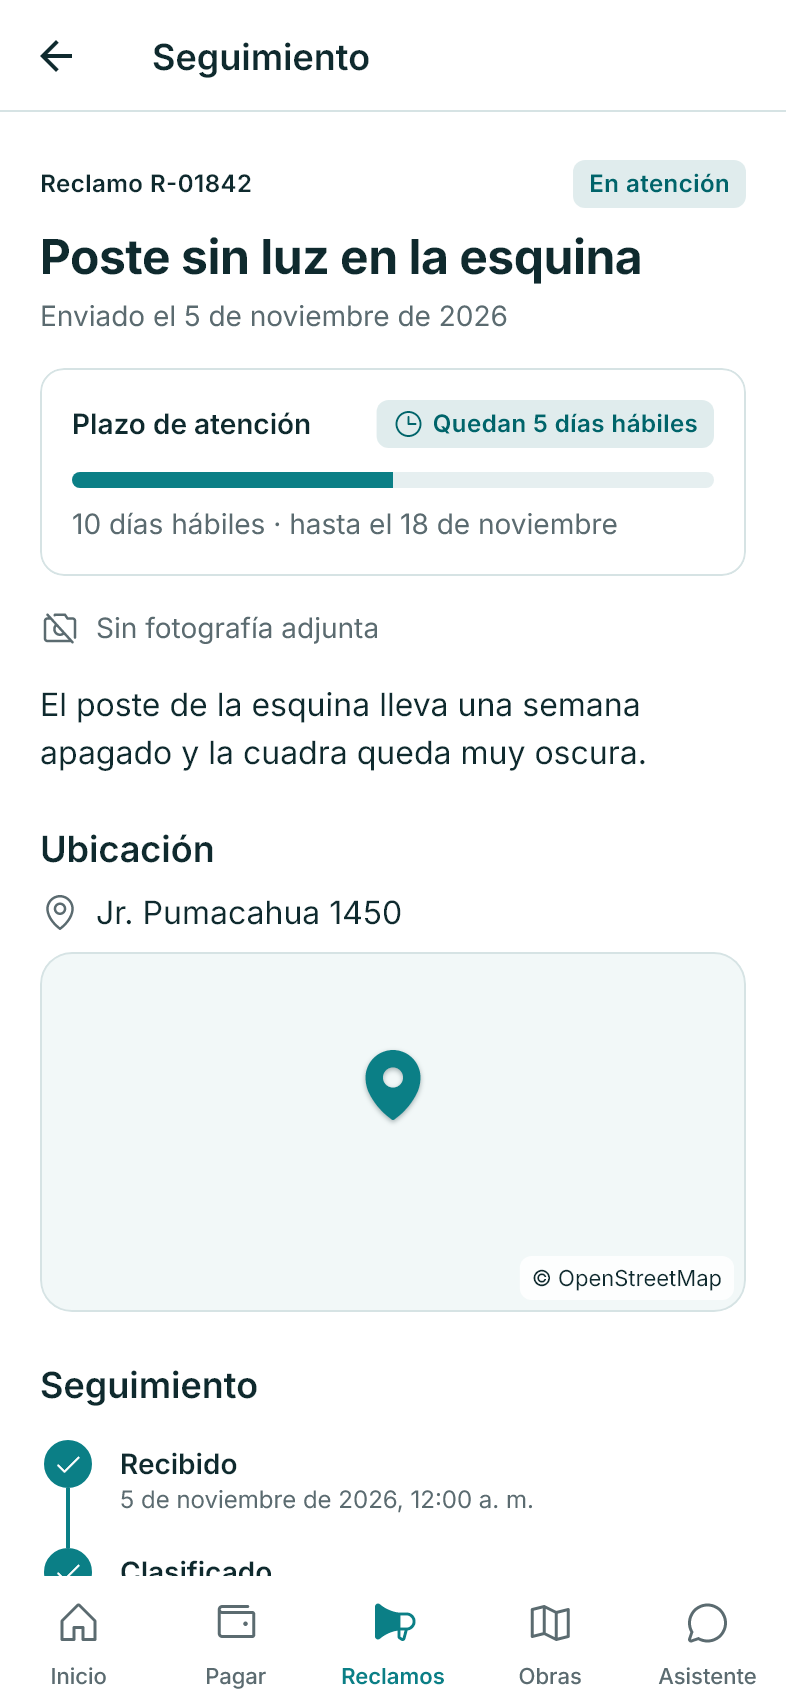 Seguimiento
Reclamo R-01842
En atención
Poste sin luz en la esquina
Enviado el 5 de noviembre de 2026
Plazo de atención
Quedan 5 días hábiles
10 días hábiles · hasta el 18 de noviembre
Sin fotografía adjunta
El poste de la esquina lleva una semana
apagado y la cuadra queda muy oscura.
Ubicación
Jr. Pumacahua 1450
© OpenStreetMap
Seguimiento
Recibido
5 de noviembre de 2026, 12:00 a. m.
Clasificado
Inicio
Pagar
Reclamos
Obras
Asistente